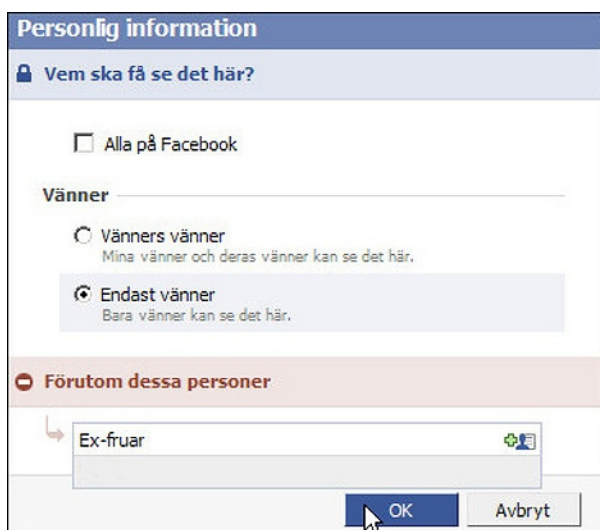 Personlig information
Vem ska få se det här?
Alla på Facebook
Vänner
Vänners vänner
Mina vänner och deras vänner kan se det här.
Endast vänner
Bara vänner kan se det här.
Förutom dessa personer
Ex-fruar
OK
Avbryt